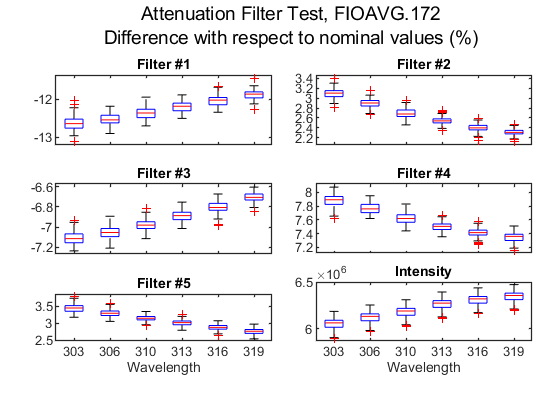 Attenuation Filter Test, FIOAVG.172
Difference with respect to nominal values (%)
Filter #1
-12
-13
Filter #2
3.4
3.2
3
2.8
2.6
2.4
2.2
Filter #3
-6.6
-6.8
-7
-7.2
Filter #4
8
7.8
7.6
7.4
7.2
Filter #5
3.5
3
2.5
303 306 310 313 316 319
Wavelength
Intensity
×10⁶
6.5
6
303 306 310 313 316 319
Wavelength